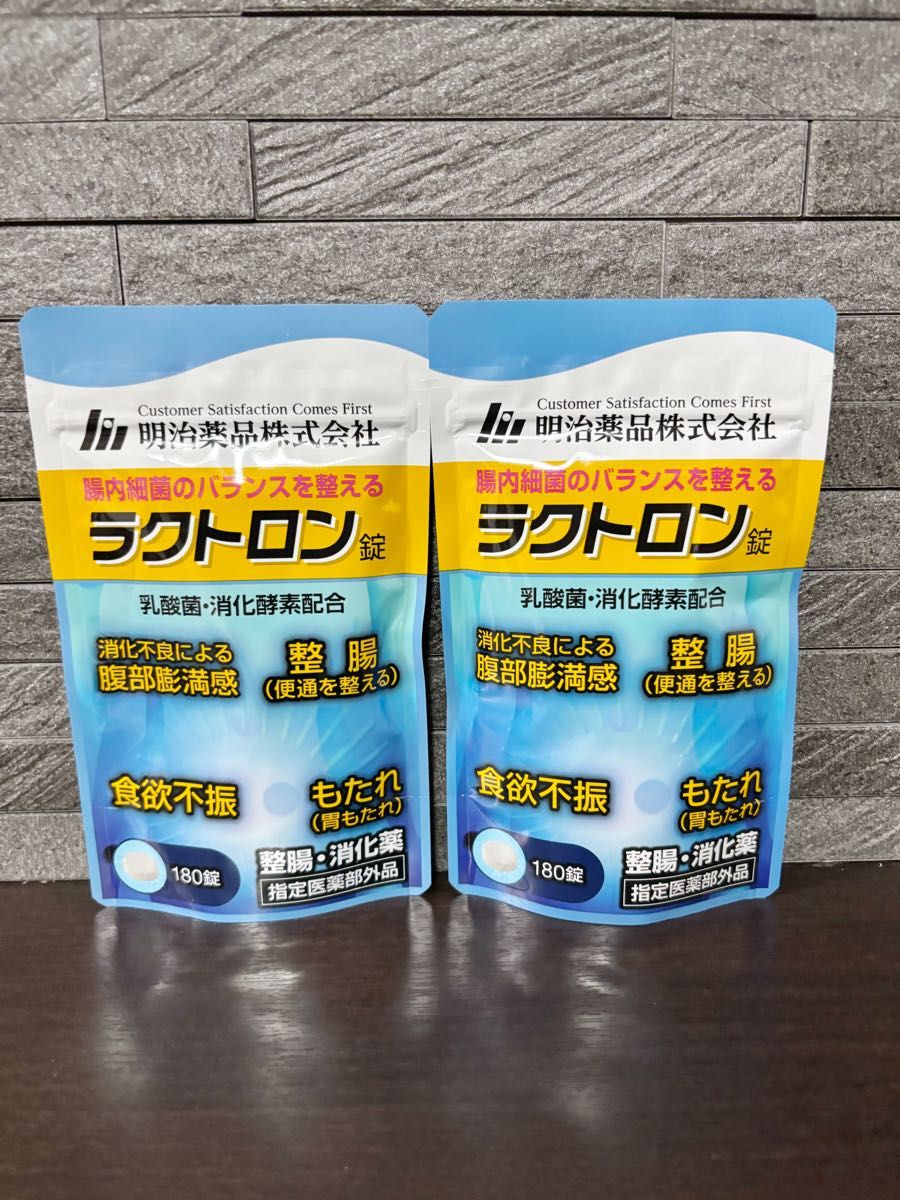 Customer Satisfaction Comes First
明治薬品株式会社
腸内細菌のバランスを整える
ラクトロン錠
乳酸菌・消化酵素配合
消化不良による
腹部膨満感
整腸
(便通を整える)
食欲不振
もたれ
(胃もたれ)
180錠
整腸・消化薬
指定医薬部外品
Customer Satisfaction Comes First
明治薬品株式会社
腸内細菌のバランスを整える
ラクトロン錠
乳酸菌・消化酵素配合
消化不良による
腹部膨満感
整腸
(便通を整える)
食欲不振
もたれ
(胃もたれ)
180錠
整腸・消化薬
指定医薬部外品